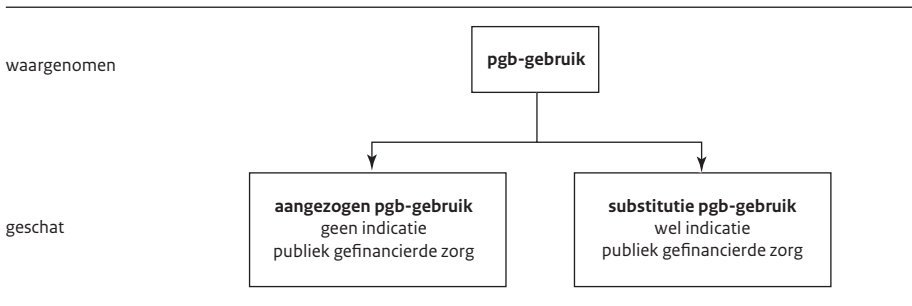 waargenomen
pgb-gebruik
geschat
aangezogen pgb-gebruik
geen indicatie
publiek gefinancierde zorg
substitutie pgb-gebruik
wel indicatie
publiek gefinancierde zorg